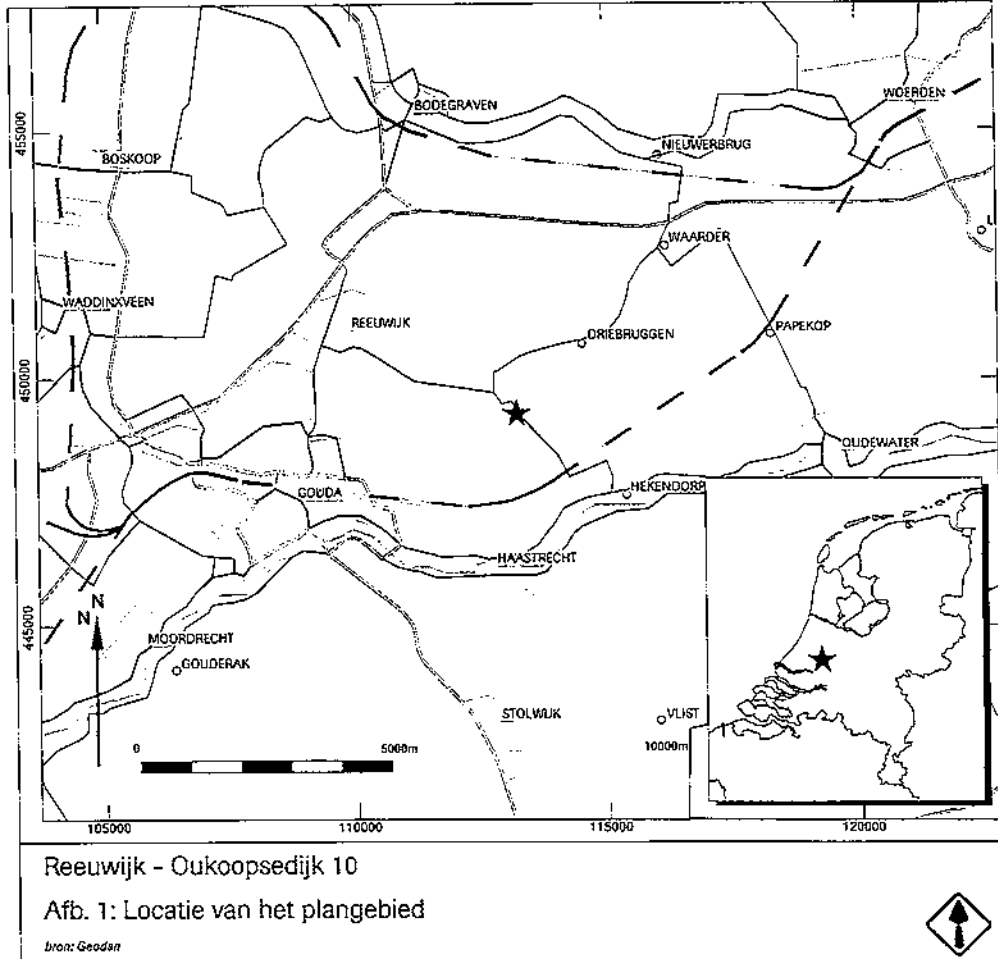 BODEGRAVEN
WOERDEN
455000
NIEUWERBRUG
BOSKOOP
WAARDER
WADDINXVEEN
REEUWIJK
DRIEBRUGGEN
PAPEKOP
450000
OUDEWATER
GOUDA
HEKENDORP
HAASTRECHT
N
N
445000
MOORDRECHT
GOUDERAK
STOLWIJK
VLIST
0 5000m 10000m
105000 110000 115000 120000
Reeuwijk - Oukoopsedijk 10
Afb. 1: Locatie van het plangebied
bron: Geodan